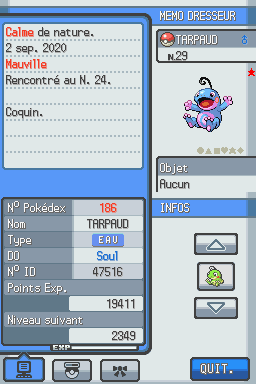 MEMO DRESSEUR
Calme de nature.
2 sep. 2020
Mauville
Rencontré au N. 24.
Coquin.
TARPAUD ♂
N.29
Objet
Aucun
INFOS
N° Pokédex 186
Nom TARPAUD
Type EAU
DO Soul
N° ID 47516
Points Exp.
19411
Niveau suivant
2349
EXP
QUIT.